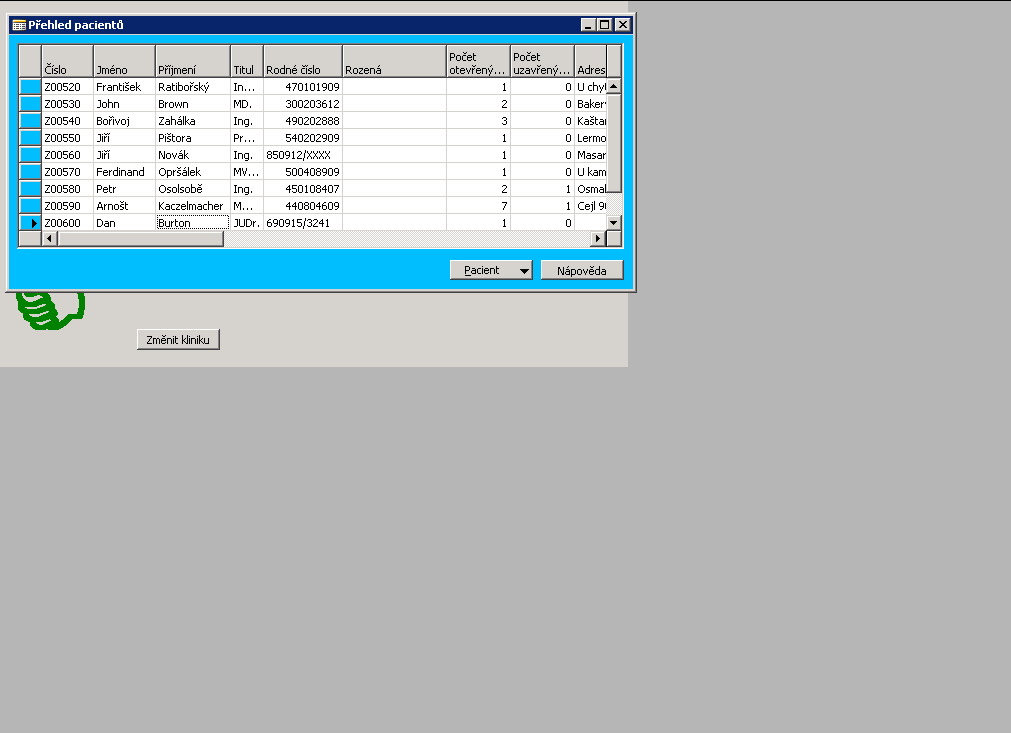 Přehled pacientů
Číslo Jméno Příjmení Titul Rodné číslo Rozená Počet otevřený... Počet uzavřený... Adres
Z00520 František Ratibořský In... 470101909 1 0 U chyt
Z00530 John Brown MD. 300203612 2 0 Baker
Z00540 Bořivoj Zahálka Ing. 490202888 3 0 Kaštar
Z00550 Jiří Pištora Pr... 540202909 1 0 Lermo
Z00560 Jiří Novák Ing. 850912/XXXX 1 0 Masar
Z00570 Ferdinand Opršálek MV... 500408909 1 0 U kam
Z00580 Petr Osolsobě Ing. 450108407 2 1 Osmal
Z00590 Arnošt Kaczelmacher M... 440804609 7 1 Cejl 9
Z00600 Dan Burton JUDr. 690915/3241 1 0
Pacient Nápověda
Změnit kliniku